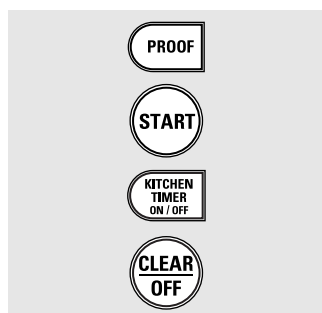 PROOF
START
KITCHEN
TIMER
ON / OFF
CLEAR
OFF